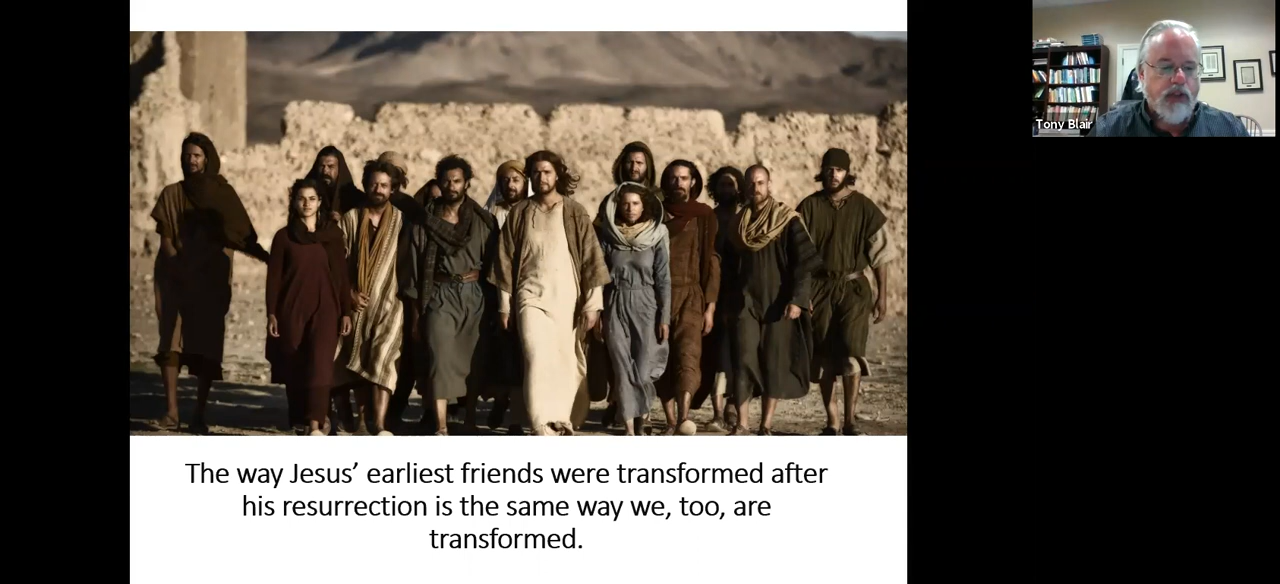 Tony Blair
The way Jesus’ earliest friends were transformed after
his resurrection is the same way we, too, are
transformed.